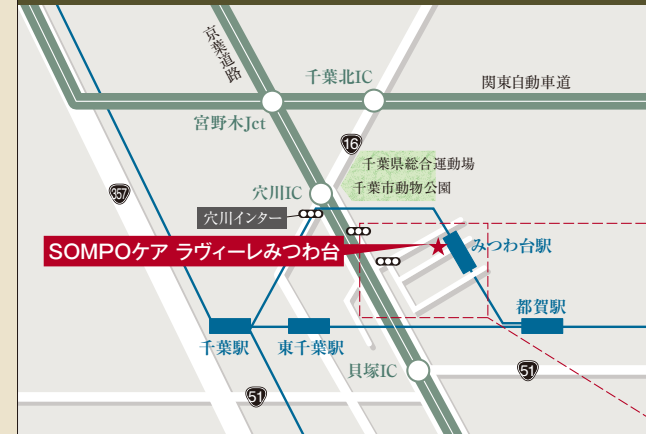 京葉道路
千葉北IC
関東自動車道
宮野木Jct
16
千葉県総合運動場
千葉市動物公園
357
穴川IC
穴川インター
SOMPOケア ラヴィーレみつわ台
みつわ台駅
都賀駅
千葉駅
東千葉駅
貝塚IC
51
51